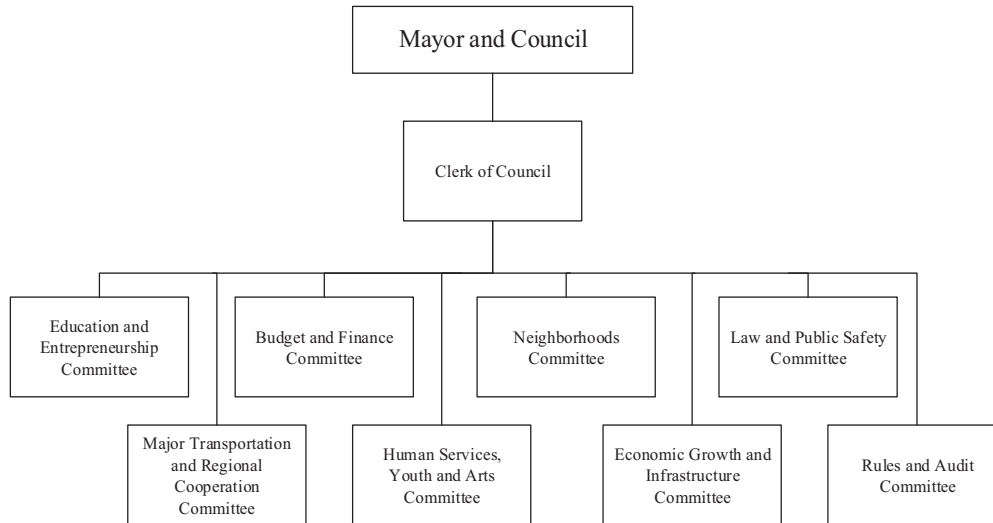 Mayor and Council
Clerk of Council
Education and
Entrepreneurship
Committee
Budget and Finance
Committee
Neighborhoods
Committee
Law and Public Safety
Committee
Major Transportation
and Regional
Cooperation
Committee
Human Services,
Youth and Arts
Committee
Economic Growth and
Infrastructure
Committee
Rules and Audit
Committee